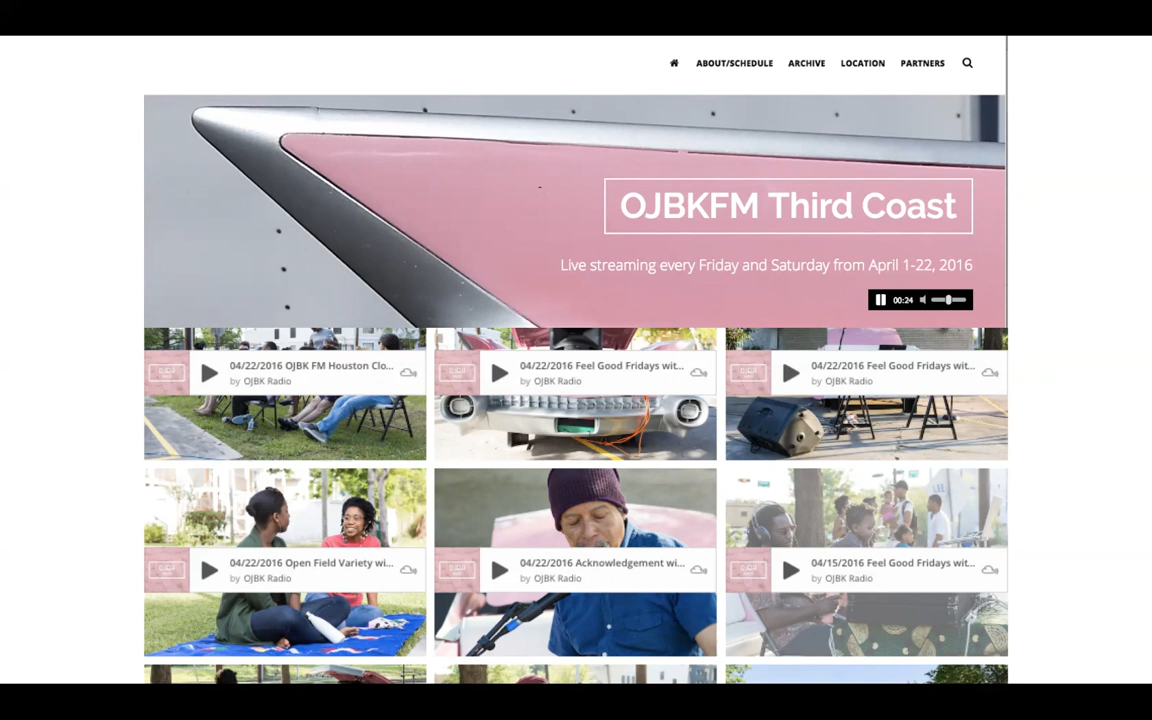 ABOUT/SCHEDULE ARCHIVE LOCATION PARTNERS
OJBKFM Third Coast
Live streaming every Friday and Saturday from April 1-22, 2016
00:24
04/22/2016 OJBK FM Houston Clo...
by OJBK Radio
04/22/2016 Feel Good Fridays wit...
by OJBK Radio
04/22/2016 Feel Good Fridays wit...
by OJBK Radio
04/22/2016 Open Field Variety wi...
by OJBK Radio
04/22/2016 Acknowledgement wi...
by OJBK Radio
04/15/2016 Feel Good Fridays wit...
by OJBK Radio